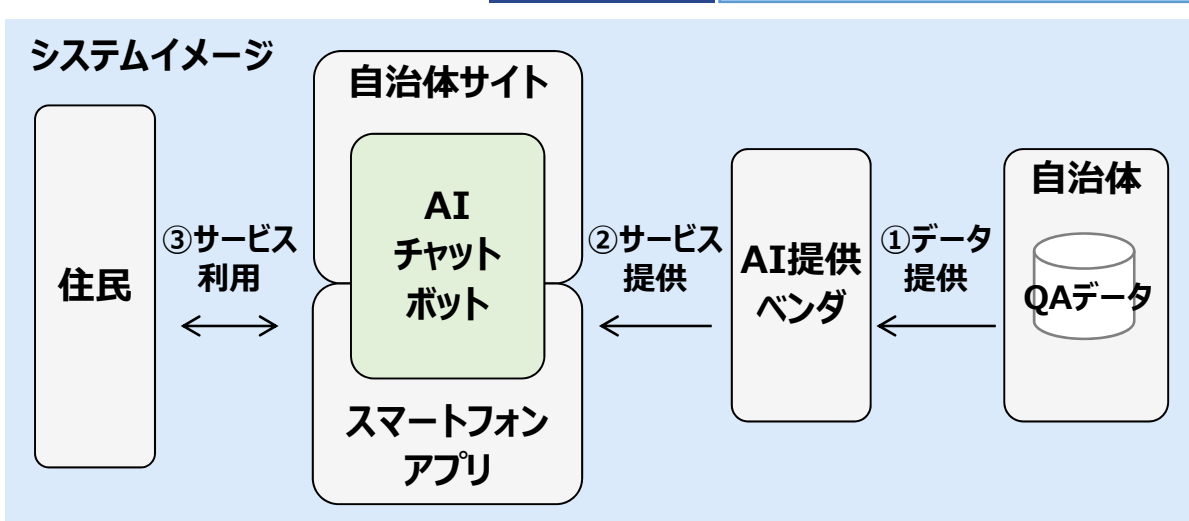 システムイメージ
住民
③サービス
利用
自治体サイト
AI
チャット
ボット
スマートフォン
アプリ
②サービス
提供
AI提供
ベンダ
①データ
提供
自治体
QAデータ